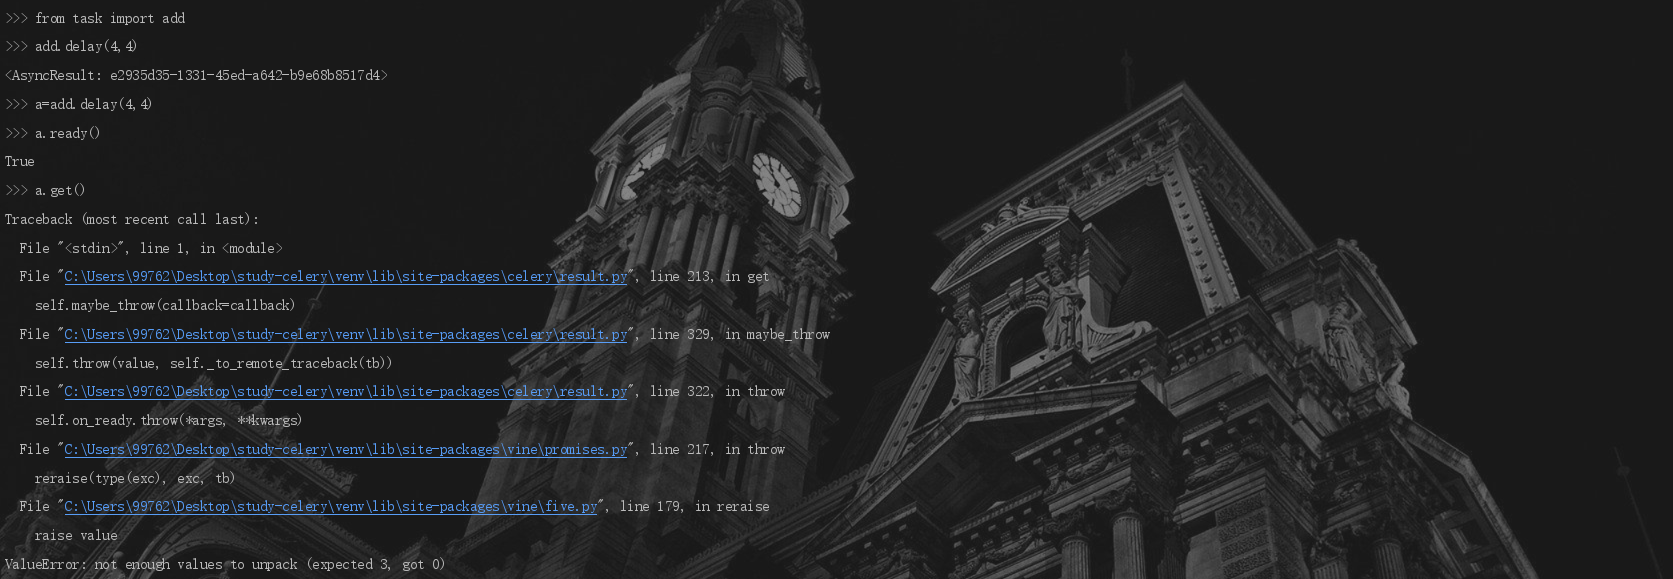 >>> from task import add
>>> add.delay(4,4)
<AsyncResult: e2935d35-1331-45ed-a642-b9e68b8517d4>
>>> a=add.delay(4,4)
>>> a.ready()
True
>>> a.get()
Traceback (most recent call last):
  File "<stdin>", line 1, in <module>
  File "C:\Users\99762\Desktop\study-celery\venv\lib\site-packages\celery\result.py", line 213, in get
    self.maybe_throw(callback=callback)
  File "C:\Users\99762\Desktop\study-celery\venv\lib\site-packages\celery\result.py", line 329, in maybe_throw
    self.throw(value, self._to_remote_traceback(tb))
  File "C:\Users\99762\Desktop\study-celery\venv\lib\site-packages\celery\result.py", line 322, in throw
    self.on_ready.throw(*args, **kwargs)
  File "C:\Users\99762\Desktop\study-celery\venv\lib\site-packages\vine\promises.py", line 217, in throw
    reraise(type(exc), exc, tb)
  File "C:\Users\99762\Desktop\study-celery\venv\lib\site-packages\vine\five.py", line 179, in reraise
    raise value
ValueError: not enough values to unpack (expected 3, got 0)